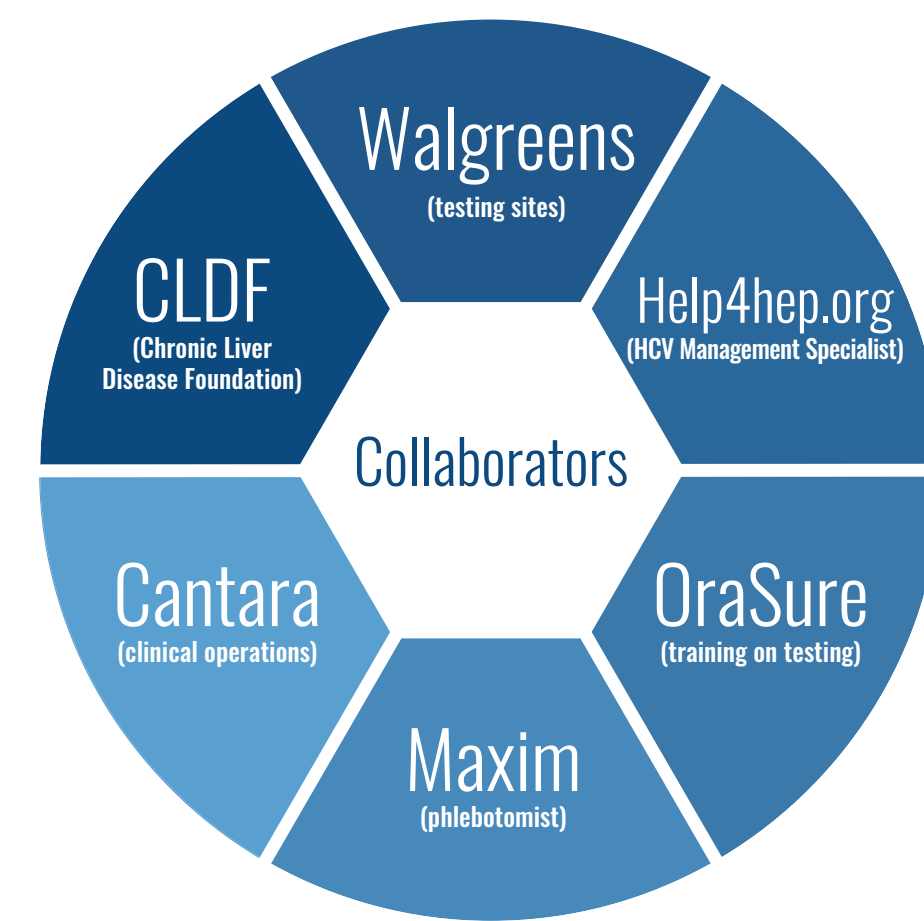 Walgreens
(testing sites)
Help4hep.org
(HCV Management Specialist)
OraSure
(training on testing)
Maxim
(phlebotomist)
Cantara
(clinical operations)
CLDF
(Chronic Liver
Disease Foundation)
Collaborators